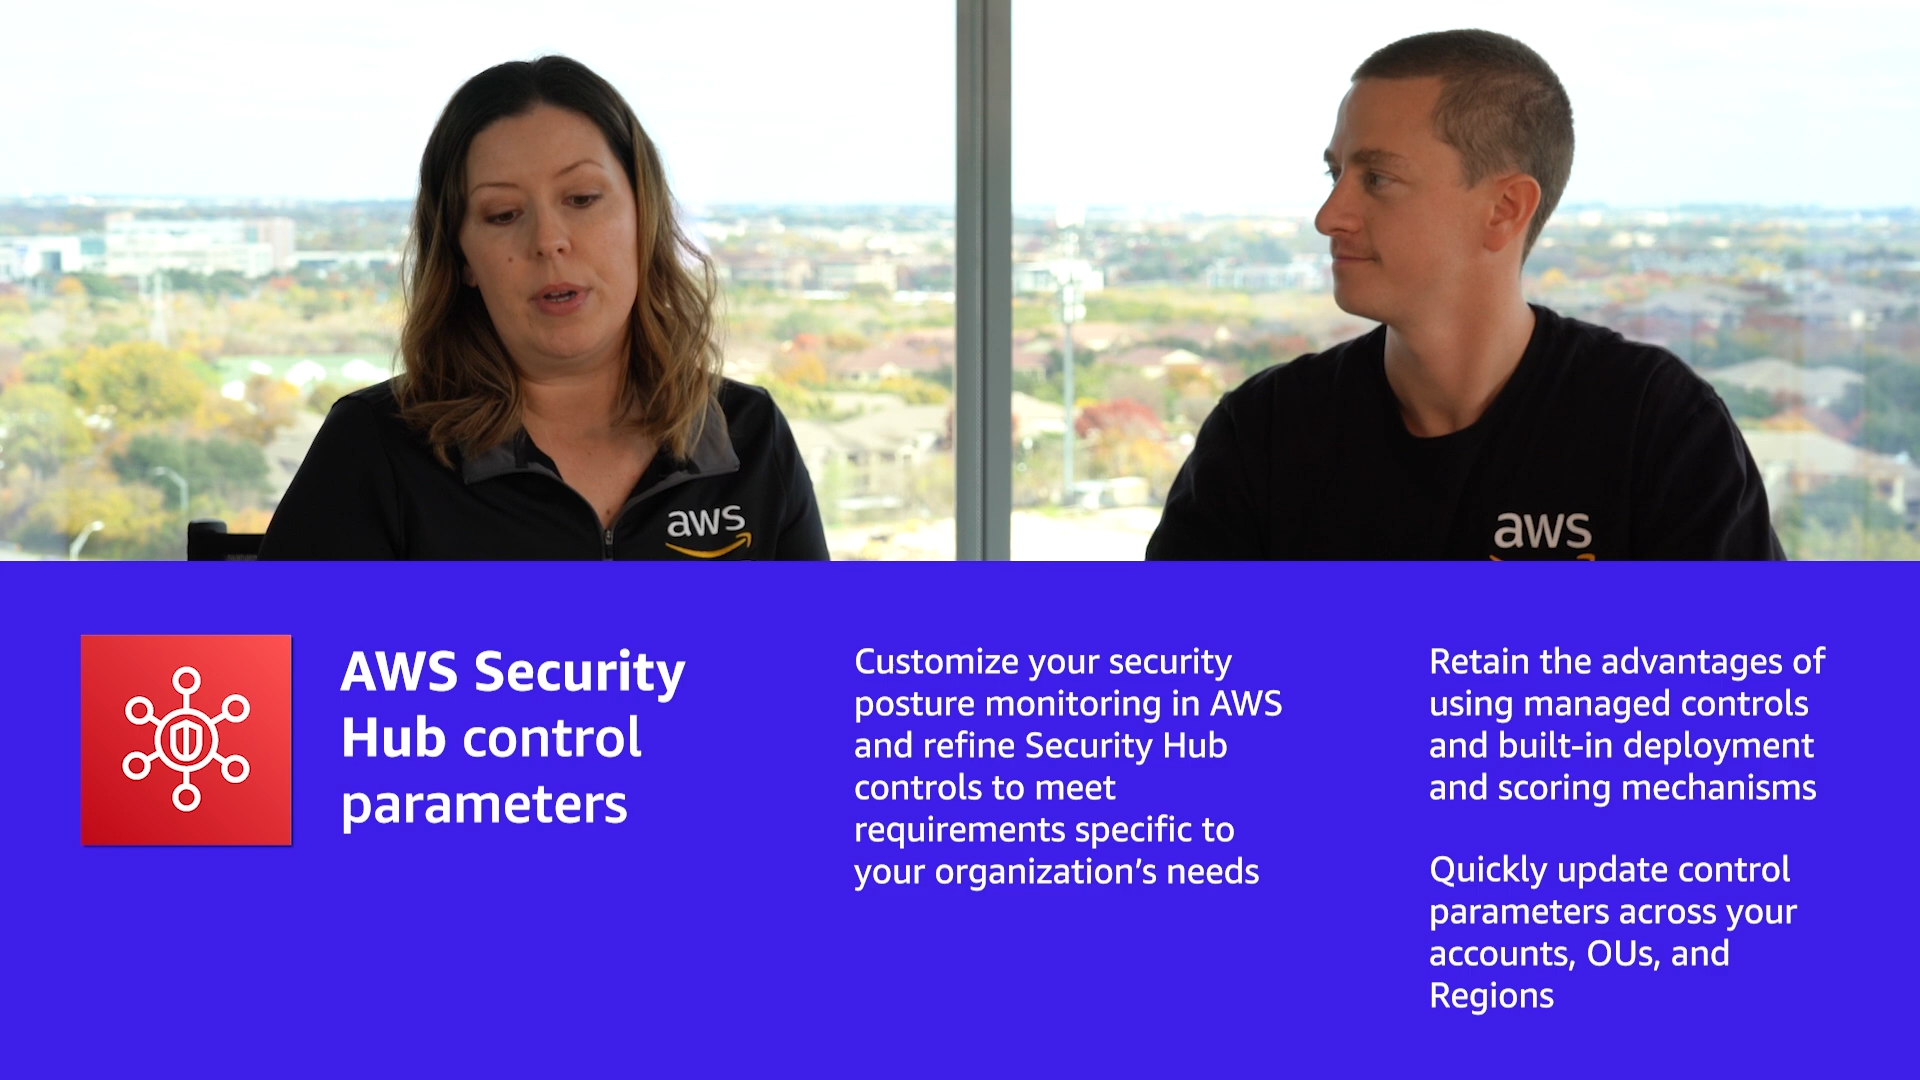 aws
aws
AWS Security
Hub control
parameters
Customize your security
posture monitoring in AWS
and refine Security Hub
controls to meet
requirements specific to
your organization’s needs
Retain the advantages of
using managed controls
and built-in deployment
and scoring mechanisms
Quickly update control
parameters across your
accounts, OUs, and
Regions